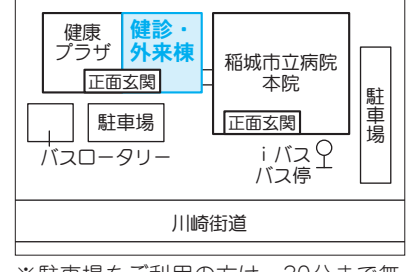 健康
プラザ
健診・
外来棟
正面玄関
稲城市立病院
本院
正面玄関
駐車場
駐車場
バスロータリー
iバス
バス停
川崎街道